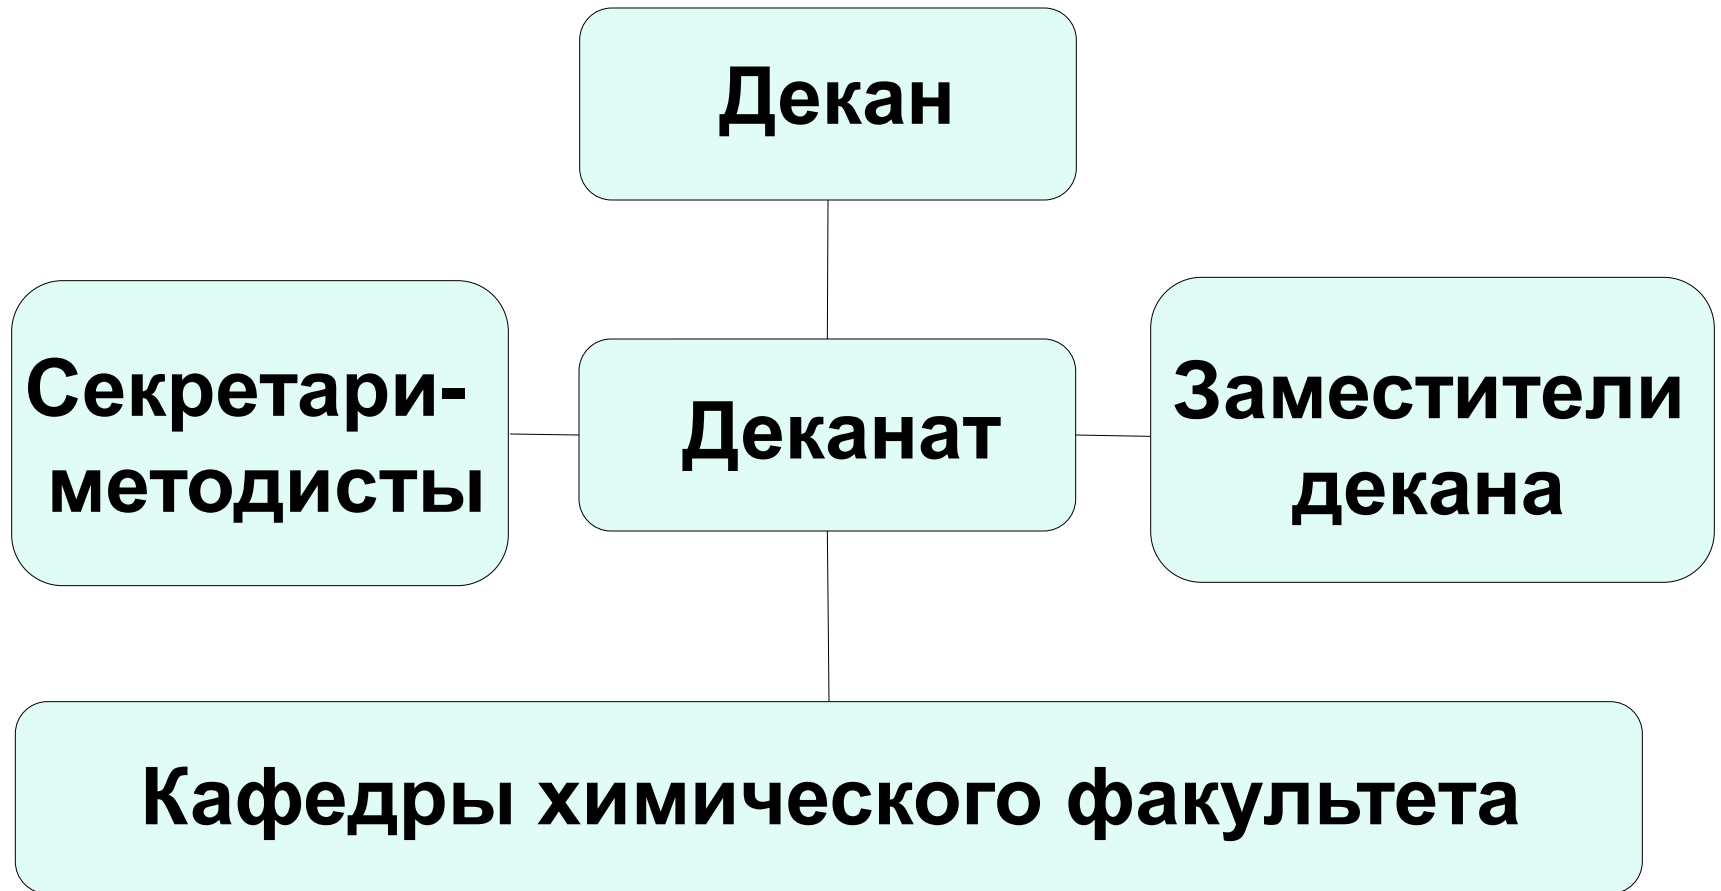 Декан
Секретари-
методисты
Деканат
Заместители
декана
Кафедры химического факультета